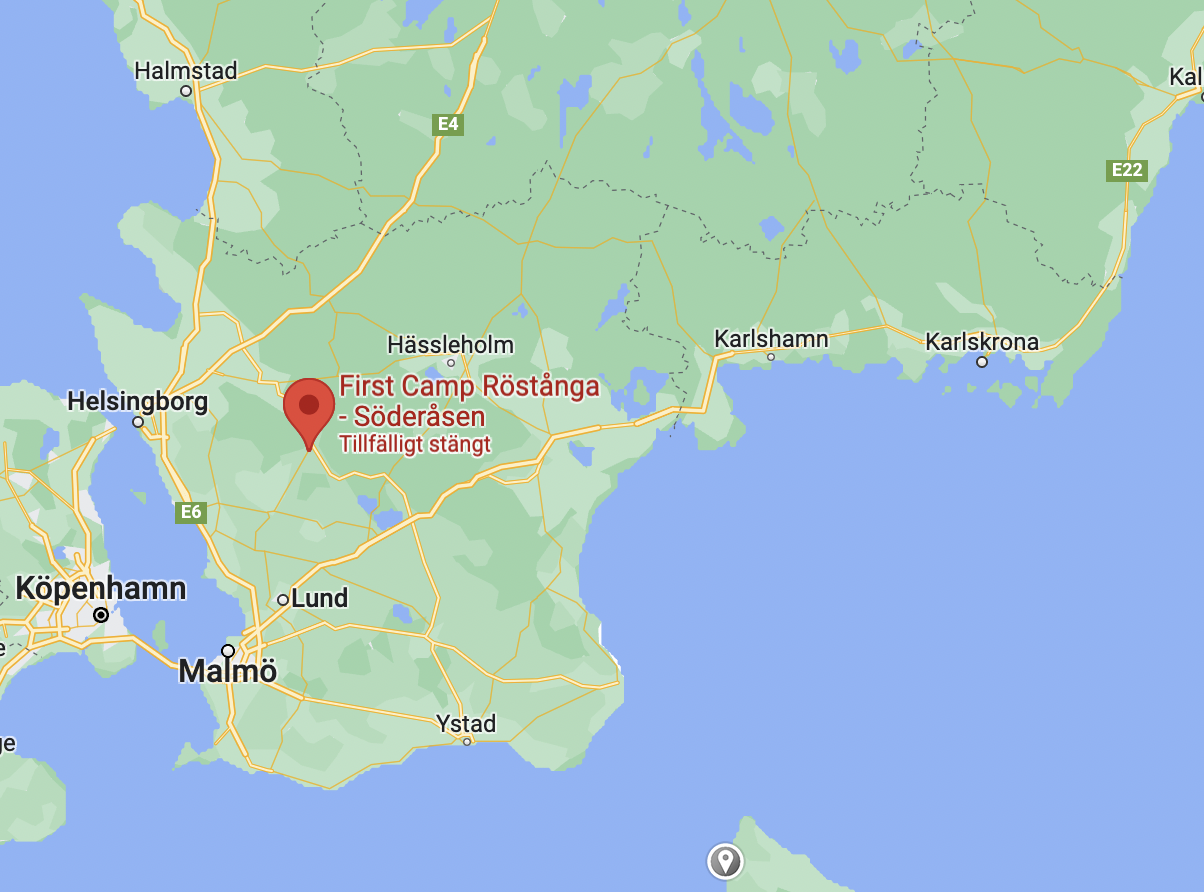 Halmstad
Kal
E4
E22
Hässleholm
Karlshamn
Karlskrona
First Camp Röstånga
- Söderåsen
Tillfälligt stängt
Helsingborg
E6
Köpenhamn
Lund
e
Malmö
Ystad
ge